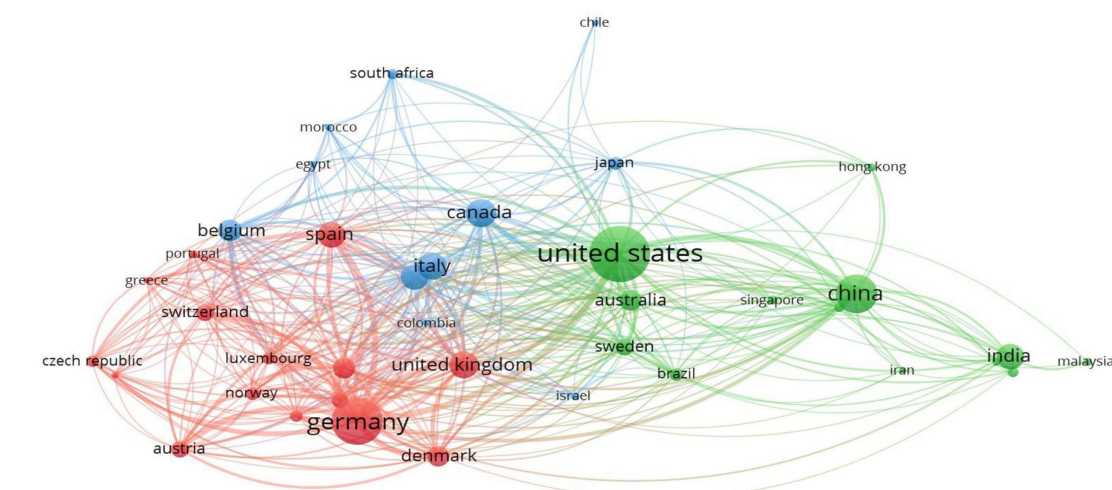 chile
south africa
morocco
egypt
japan
hong kong
canada
belgium
spain
portugal
united states
italy
greece
australia
singapore
china
switzerland
colombia
sweden
czech republic
luxembourg
united kingdom
brazil
iran
india
malaysia
norway
israel
germany
austria
denmark